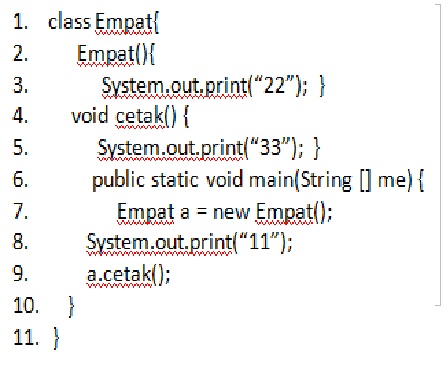 1. class Empat{
2. Empat(){
3. System.out.print(“22”); }
4. void cetak() {
5. System.out.print(“33”); }
6. public static void main(String [] me) {
7. Empat a = new Empat();
8. System.out.print(“11”);
9. a.cetak();
10. }
11. }